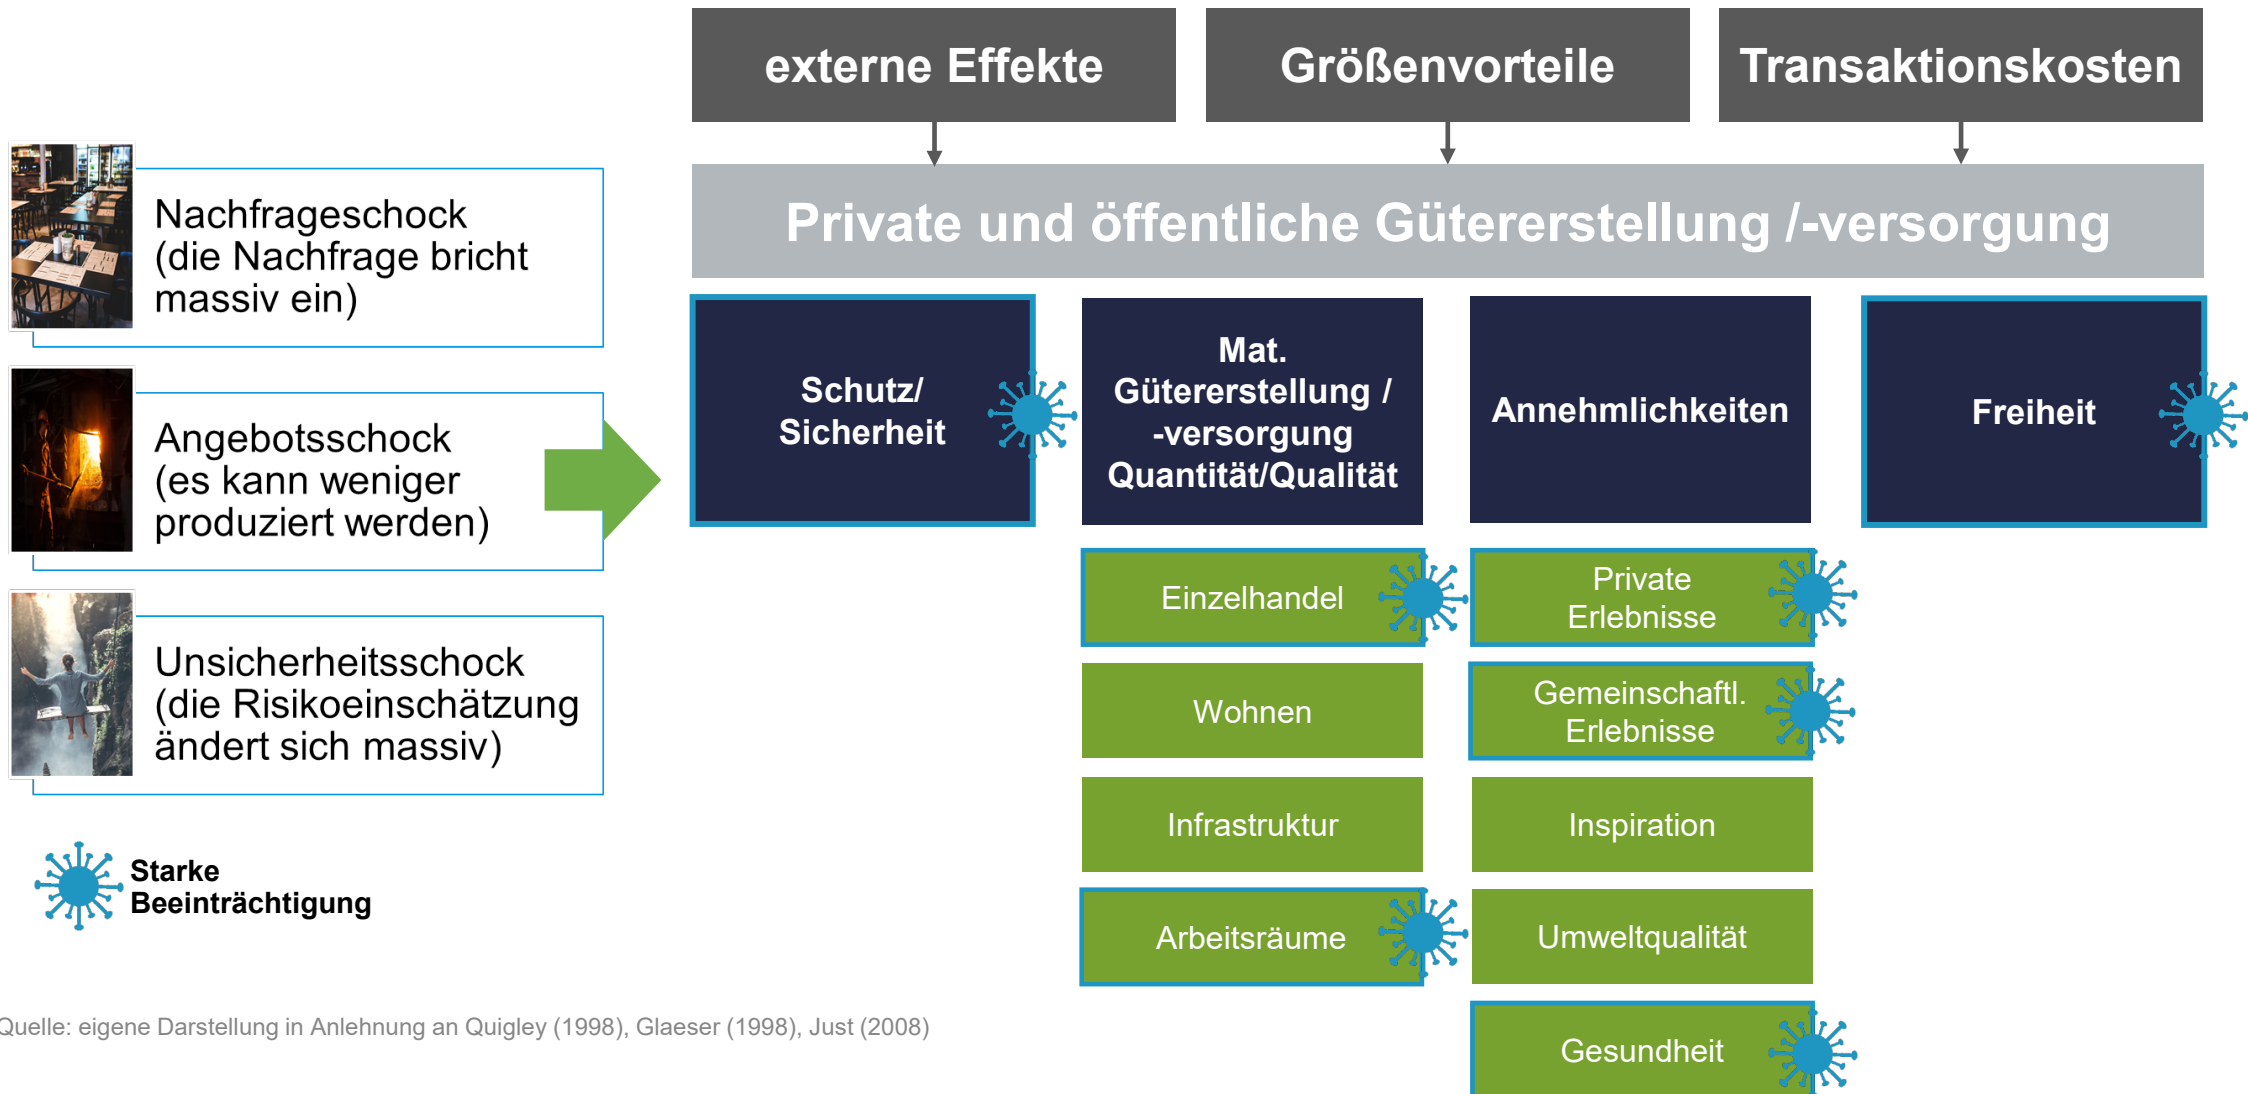 externe Effekte
Größenvorteile
Transaktionskosten
Private und öffentliche Gütererstellung /-versorgung
Nachfrageschock
(die Nachfrage bricht
massiv ein)
Angebotsschock
(es kann weniger
produziert werden)
Unsicherheitsschock
(die Risikoeinschätzung
ändert sich massiv)
Starke
Beeinträchtigung
Schutz/
Sicherheit
Mat.
Gütererstellung /
-versorgung
Quantität/Qualität
Annehmlichkeiten
Freiheit
Einzelhandel
Wohnen
Infrastruktur
Arbeitsräume
Private
Erlebnisse
Gemeinschaftl.
Erlebnisse
Inspiration
Umweltqualität
Gesundheit
Quelle: eigene Darstellung in Anlehnung an Quigley (1998), Glaeser (1998), Just (2008)